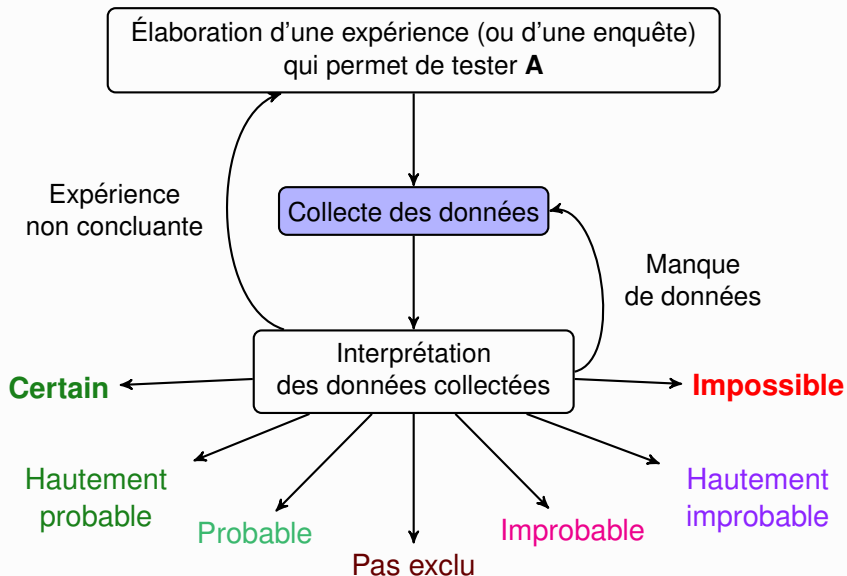 Élaboration d'une expérience (ou d'une enquête)
qui permet de tester A
Expérience
non concluante
Collecte des données
Manque
de données
Interprétation
des données collectées
Certain
Impossible
Hautement
probable
Probable
Pas exclu
Improbable
Hautement
improbable